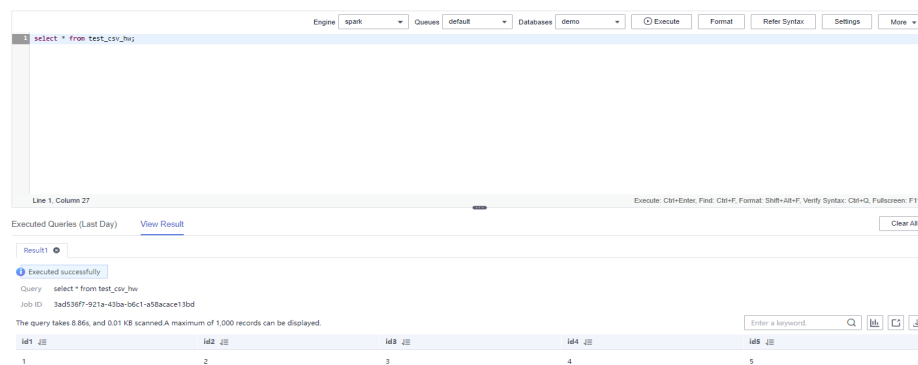 Engine spark Queues default Databases demo Execute Format Refer Syntax Settings More
1 select * from test_csv_hw;
Line 1, Column 27 Execute: Ctrl+Enter, Find: Ctrl+F, Format: Shift+Alt+F, Verify Syntax: Ctrl+Q, Fullscreen: F1
Executed Queries (Last Day) View Result Clear All
Result1
Executed successfully
Query select * from test_csv_hw
Job ID 3ad536f7-921a-43ba-b6c1-a58acace13bd
The query takes 8.86s, and 0.01 KB scanned.A maximum of 1,000 records can be displayed. Enter a keyword.
id1 id2 id3 id4 id5
1 2 3 4 5